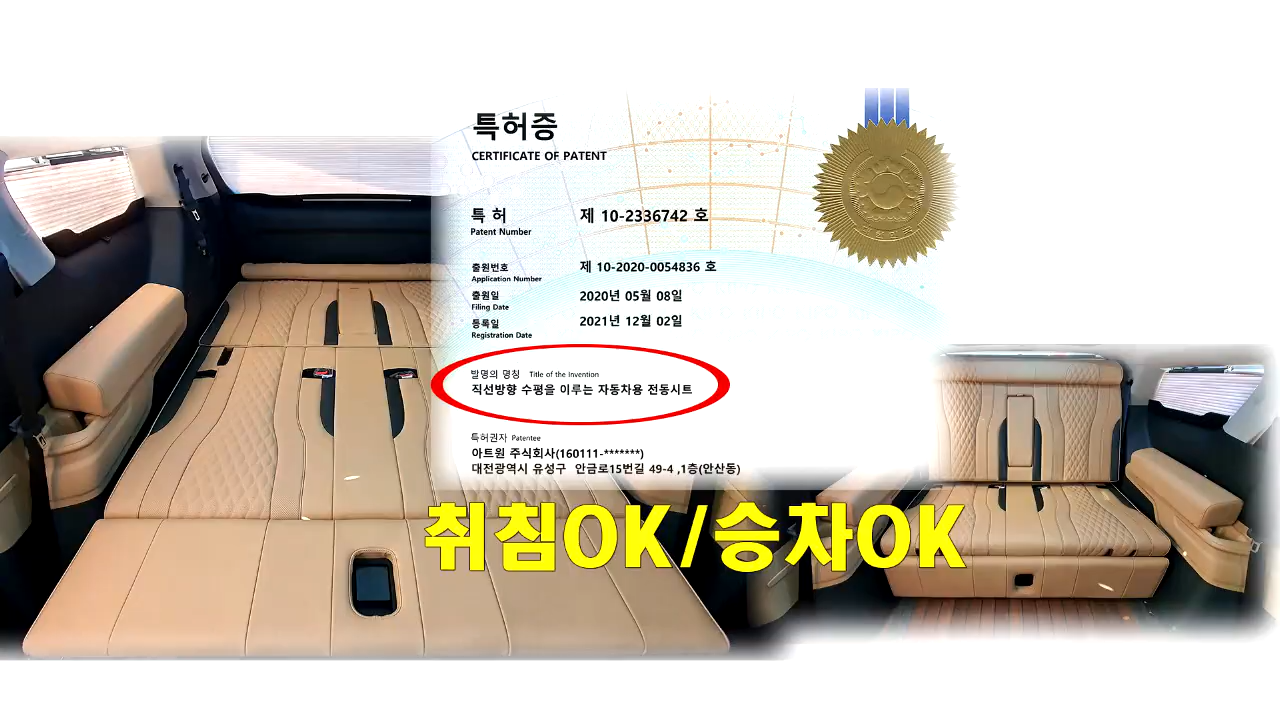 특허증
CERTIFICATE OF PATENT
특 허 제 10-2336742 호
Patent Number
출원번호 제 10-2020-0054836 호
Application Number
출원일 2020년 05월 08일
Filing Date
등록일 2021년 12월 02일
Registration Date
발명의 명칭 Title of the Invention
직선방향 수평을 이루는 자동차용 전동시트
특허권자 Patentee
아트원 주식회사(160111-*******)
대전광역시 유성구 안금로15번길 49-4 ,1층(안산동)
취침OK/승차OK